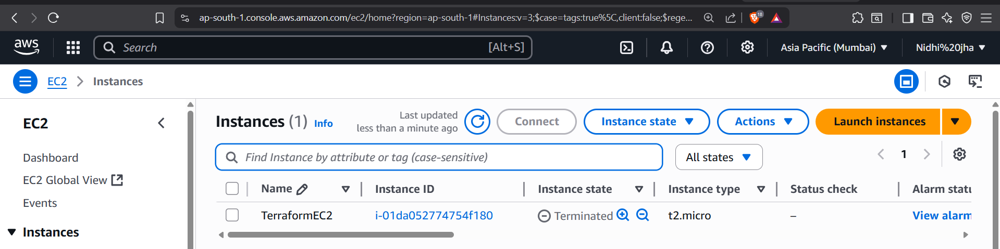 ap-south-1.console.aws.amazon.com/ec2/home?region=ap-south-1#Instances:v=3;$case=tags:true%5C,client:false;$rege...
18
aws
Search
[Alt+S]
Asia Pacific (Mumbai)
Nidhi%20jha
EC2
Instances
EC2
Dashboard
EC2 Global View
Events
Instances
Instances (1) Info
Last updated
less than a minute ago
Connect
Instance state
Actions
Launch instances
Find Instance by attribute or tag (case-sensitive)
All states
1
Name Instance ID Instance state Instance type Status check Alarm statu
TerraformEC2 i-01da052774754f180 Terminated t2.micro – View alarm